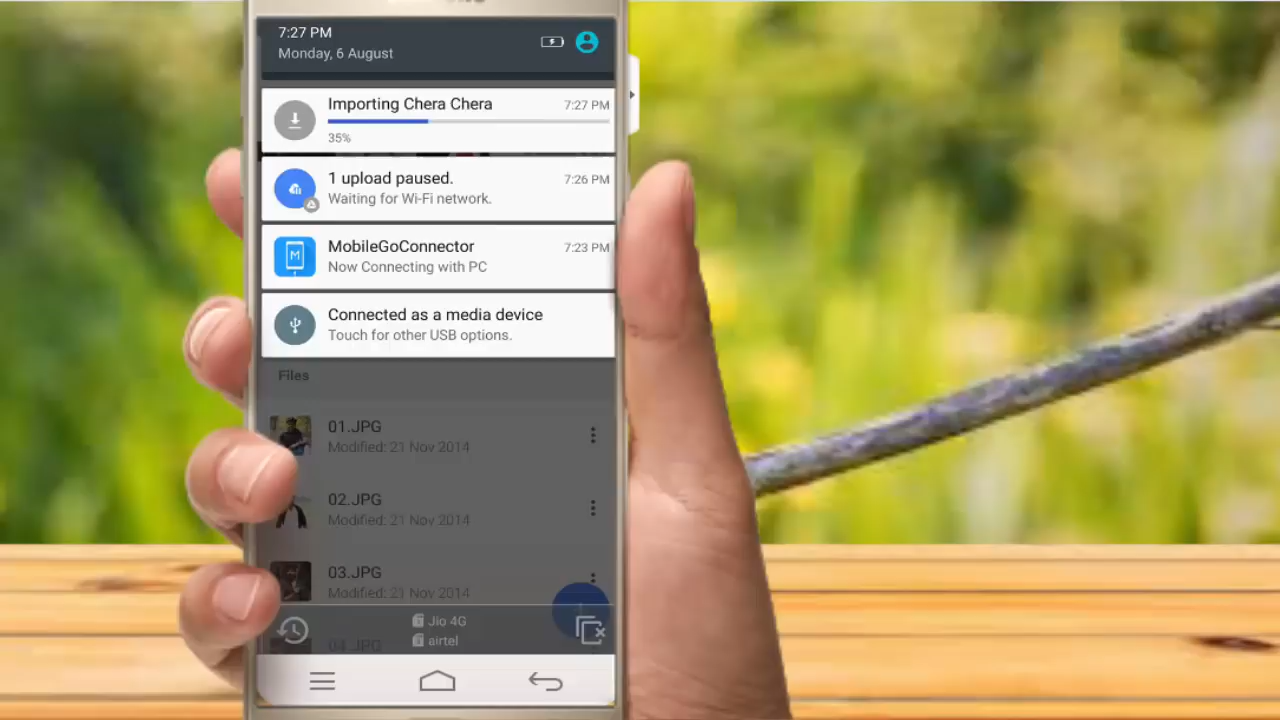 7:27 PM
Monday, 6 August
Importing Chera Chera 7:27 PM
35%
1 upload paused. 7:26 PM
Waiting for Wi-Fi network.
M
MobileGoConnector 7:23 PM
Now Connecting with PC
Connected as a media device
Touch for other USB options.
Files
01.JPG
Modified: 21 Nov 2014
02.JPG
Modified: 21 Nov 2014
03.JPG
Modified: 21 Nov 2014
Jio 4G
airtel
04.JPG